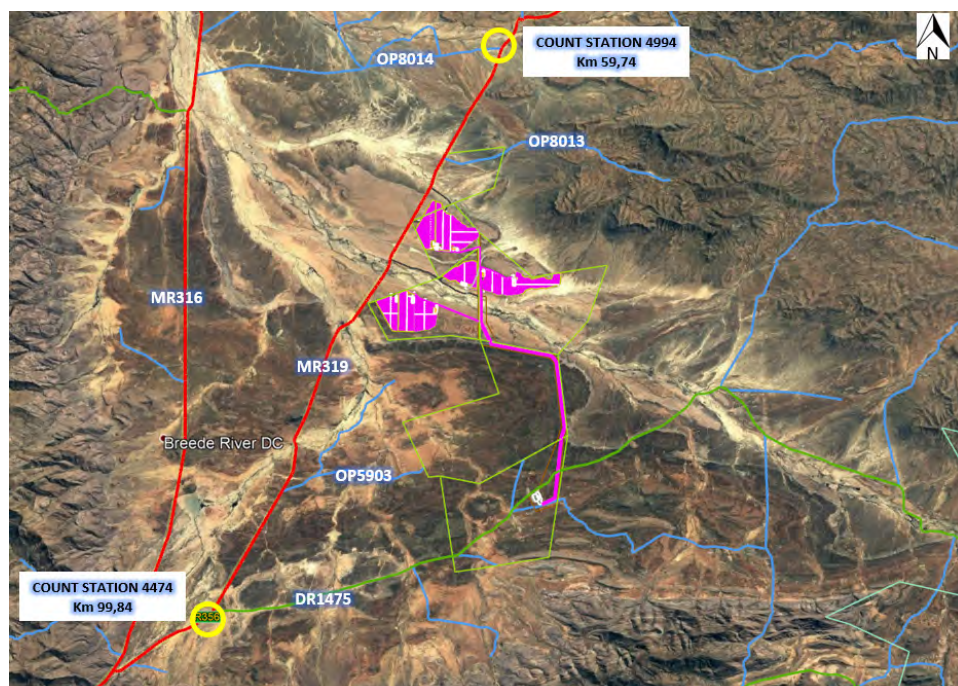 COUNT STATION 4994
Km 59,74
N
OP8014
OP8013
MR316
MR319
Breede River DC
OP5903
COUNT STATION 4474
Km 99,84
R356
DR1475